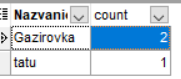 Nazvani count
Gazirovka 2
tatu 1